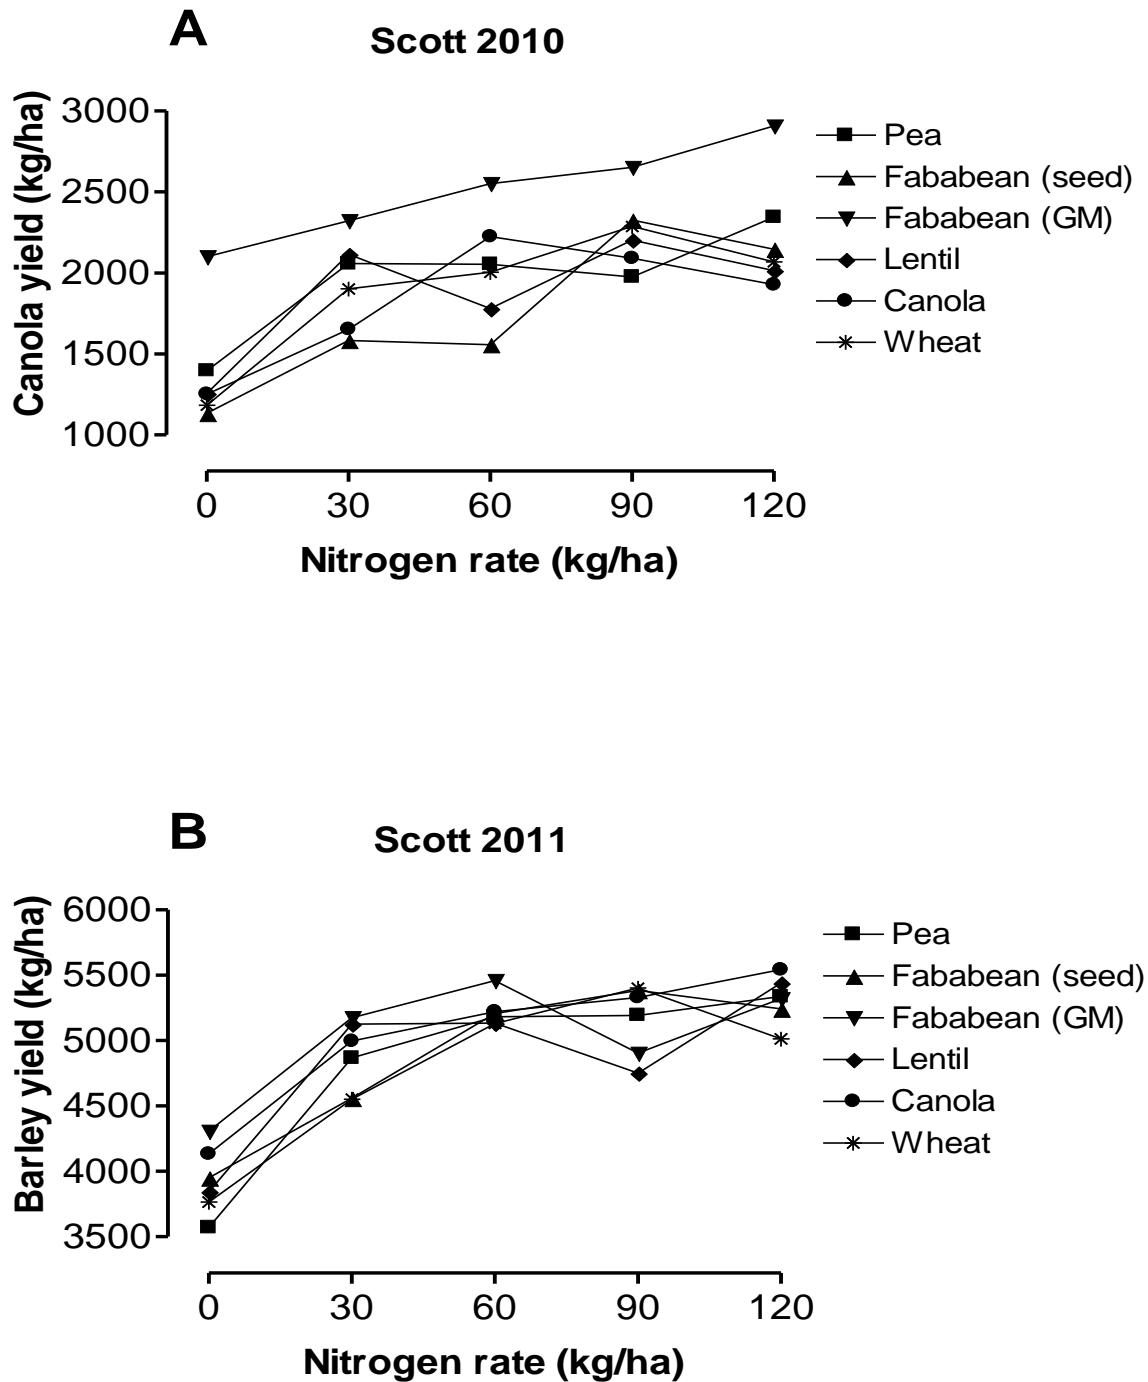 A
Scott 2010
Canola yield (kg/ha)
3000
2500
2000
1500
1000
0 30 60 90 120
Nitrogen rate (kg/ha)
Pea
Fababean (seed)
Fababean (GM)
Lentil
Canola
Wheat
B
Scott 2011
Barley yield (kg/ha)
6000
5500
5000
4500
4000
3500
0 30 60 90 120
Nitrogen rate (kg/ha)
Pea
Fababean (seed)
Fababean (GM)
Lentil
Canola
Wheat